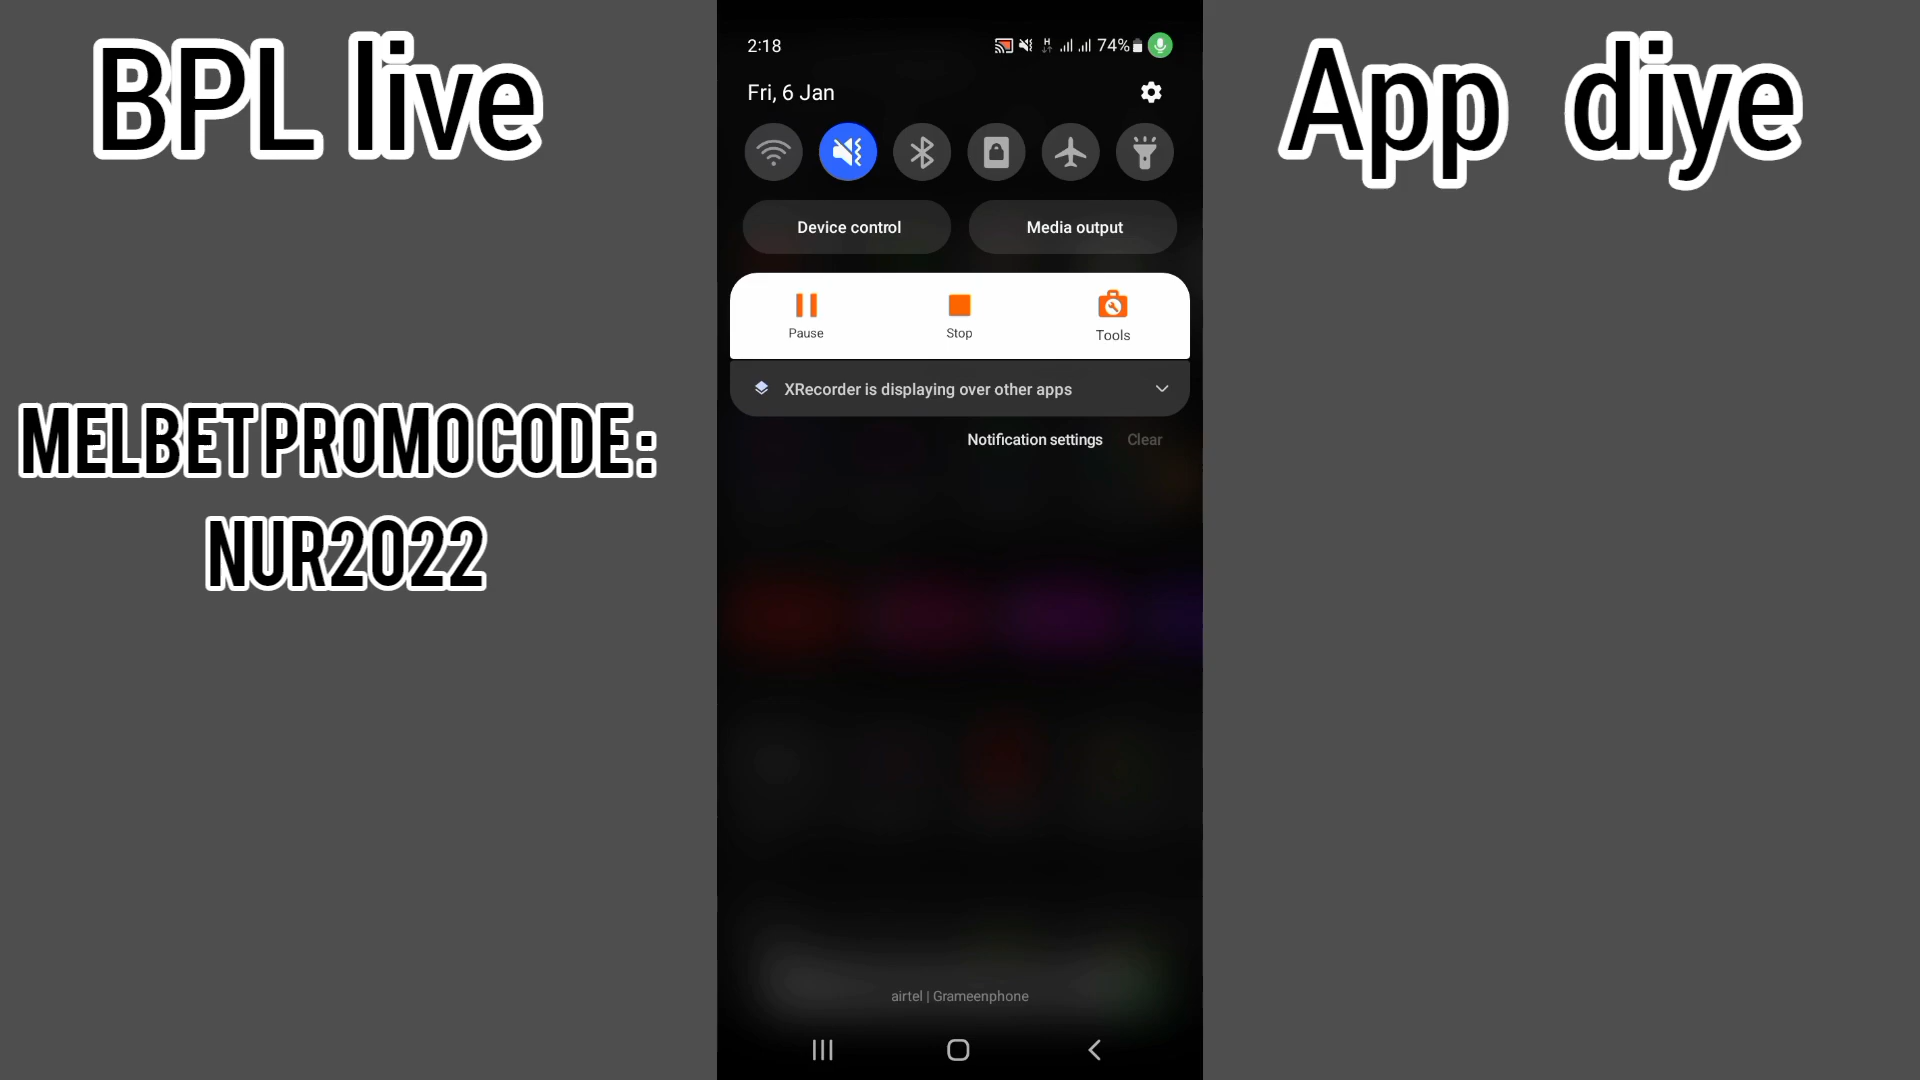 BPL live
App diye
MELBET PROMO CODE :
NUR2022
2:18
74%
Fri, 6 Jan
Device control
Media output
Pause
Stop
Tools
XRecorder is displaying over other apps
Notification settings
Clear
airtel | Grameenphone